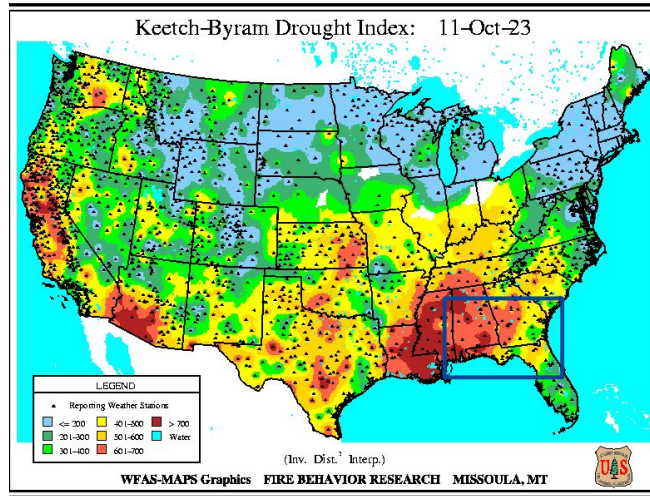 Keetch-Byram Drought Index: 11-Oct-23
LEGEND
Reporting Weather Stations
<= 200 401-500 > 700
201-300 501-600 Water
301-400 601-700
(Inv. Dist.² Interp.)
WFAS-MAPS Graphics FIRE BEHAVIOR RESEARCH MISSOULA, MT
U S